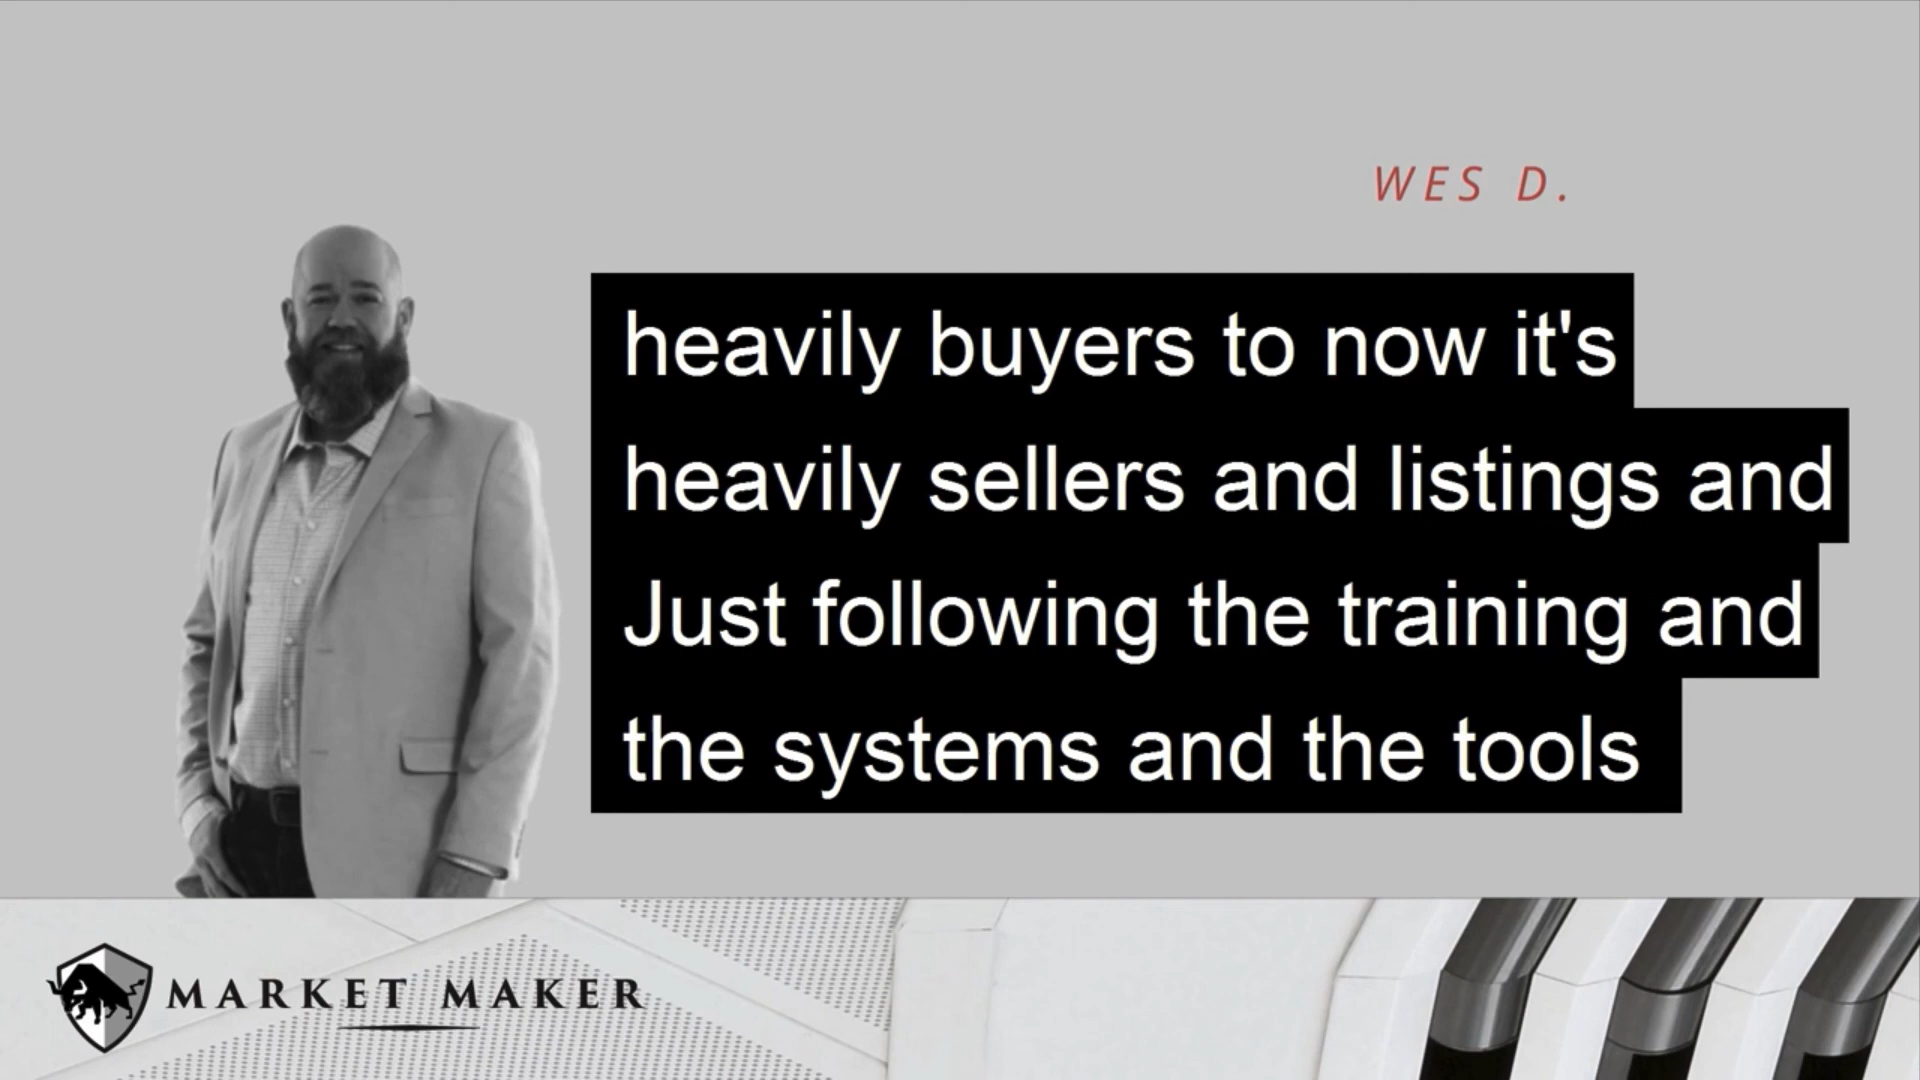 WES D.
heavily buyers to now it's
heavily sellers and listings and
Just following the training and
the systems and the tools
MARKET MAKER